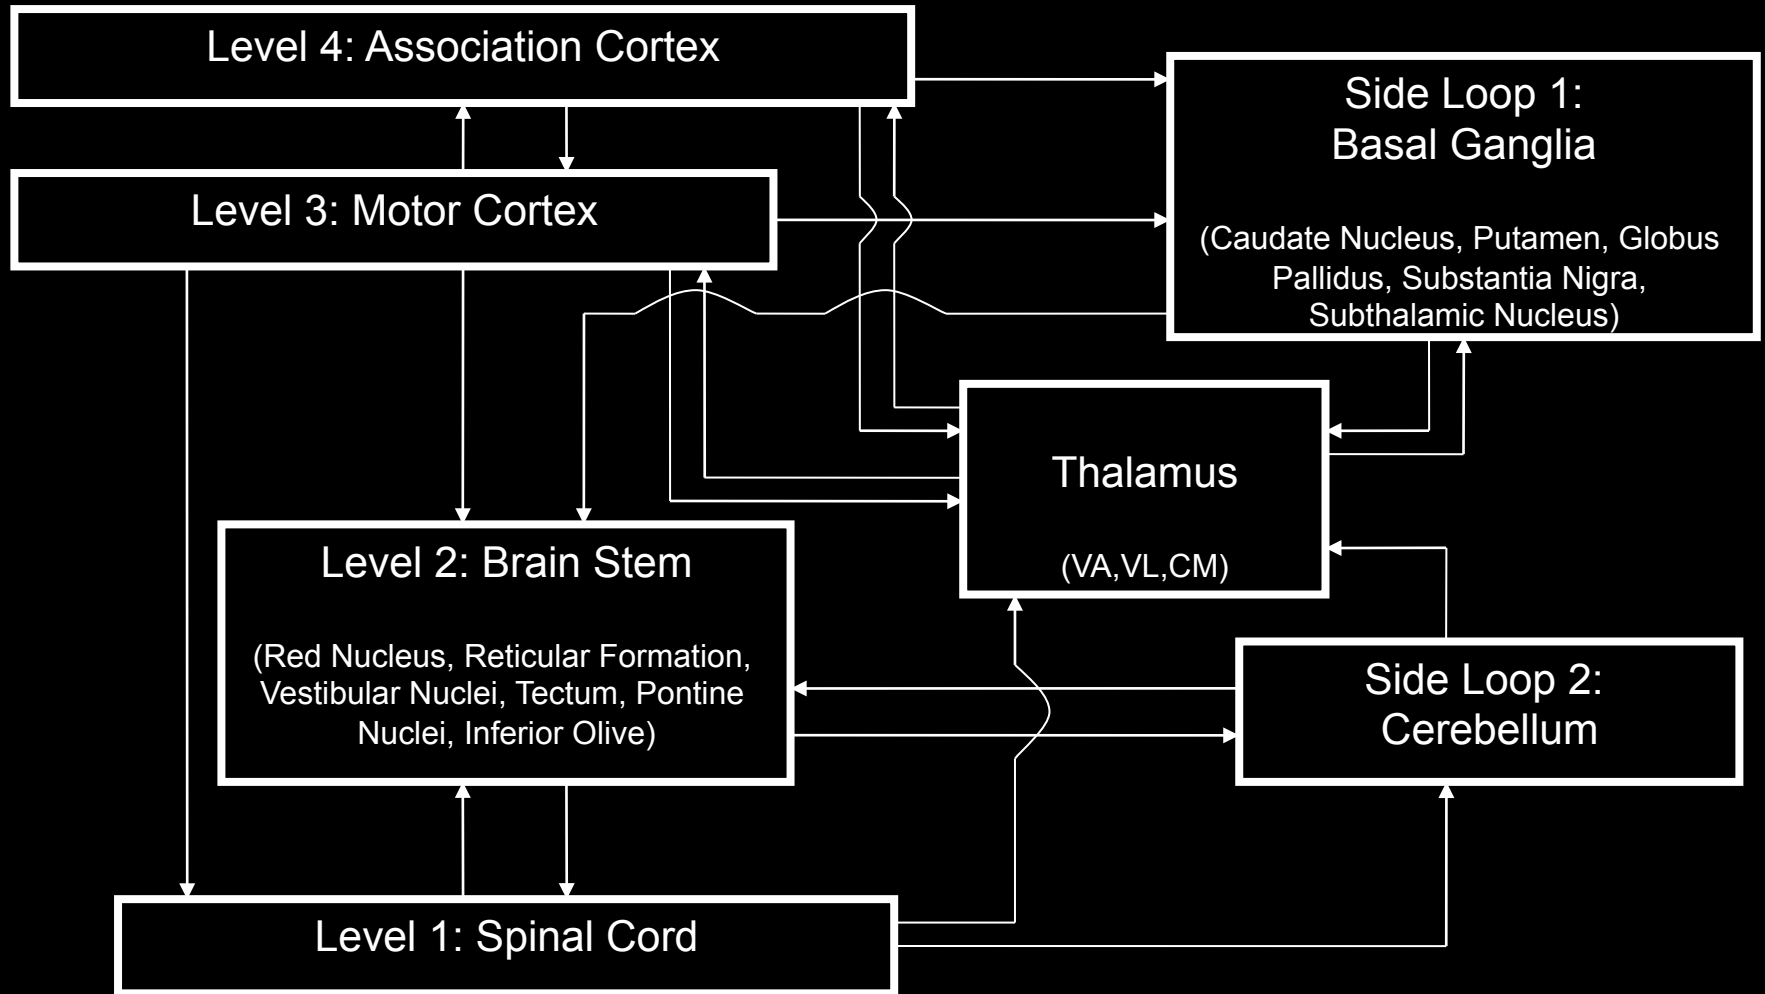 Level 4: Association Cortex
Side Loop 1:
Basal Ganglia
(Caudate Nucleus, Putamen, Globus
Pallidus, Substantia Nigra,
Subthalamic Nucleus)
Level 3: Motor Cortex
Thalamus
(VA,VL,CM)
Level 2: Brain Stem
(Red Nucleus, Reticular Formation,
Vestibular Nuclei, Tectum, Pontine
Nuclei, Inferior Olive)
Side Loop 2:
Cerebellum
Level 1: Spinal Cord